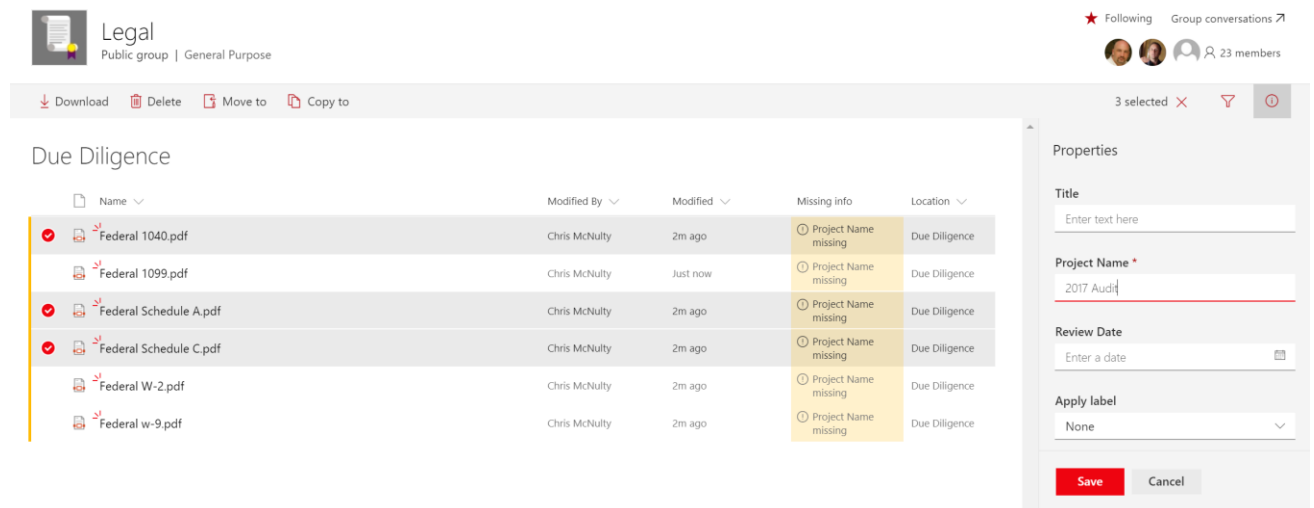 Legal
Public group | General Purpose
Following Group conversations
23 members
Download Delete Move to Copy to
3 selected
Due Diligence
Name Modified By Modified Missing info Location
Federal 1040.pdf Chris McNulty 2m ago Project Name missing Due Diligence
Federal 1099.pdf Chris McNulty Just now Project Name missing Due Diligence
Federal Schedule A.pdf Chris McNulty 2m ago Project Name missing Due Diligence
Federal Schedule C.pdf Chris McNulty 2m ago Project Name missing Due Diligence
Federal W-2.pdf Chris McNulty 2m ago Project Name missing Due Diligence
Federal w-9.pdf Chris McNulty 2m ago Project Name missing Due Diligence
Properties
Title
Enter text here
Project Name *
2017 Audit
Review Date
Enter a date
Apply label
None
Save Cancel